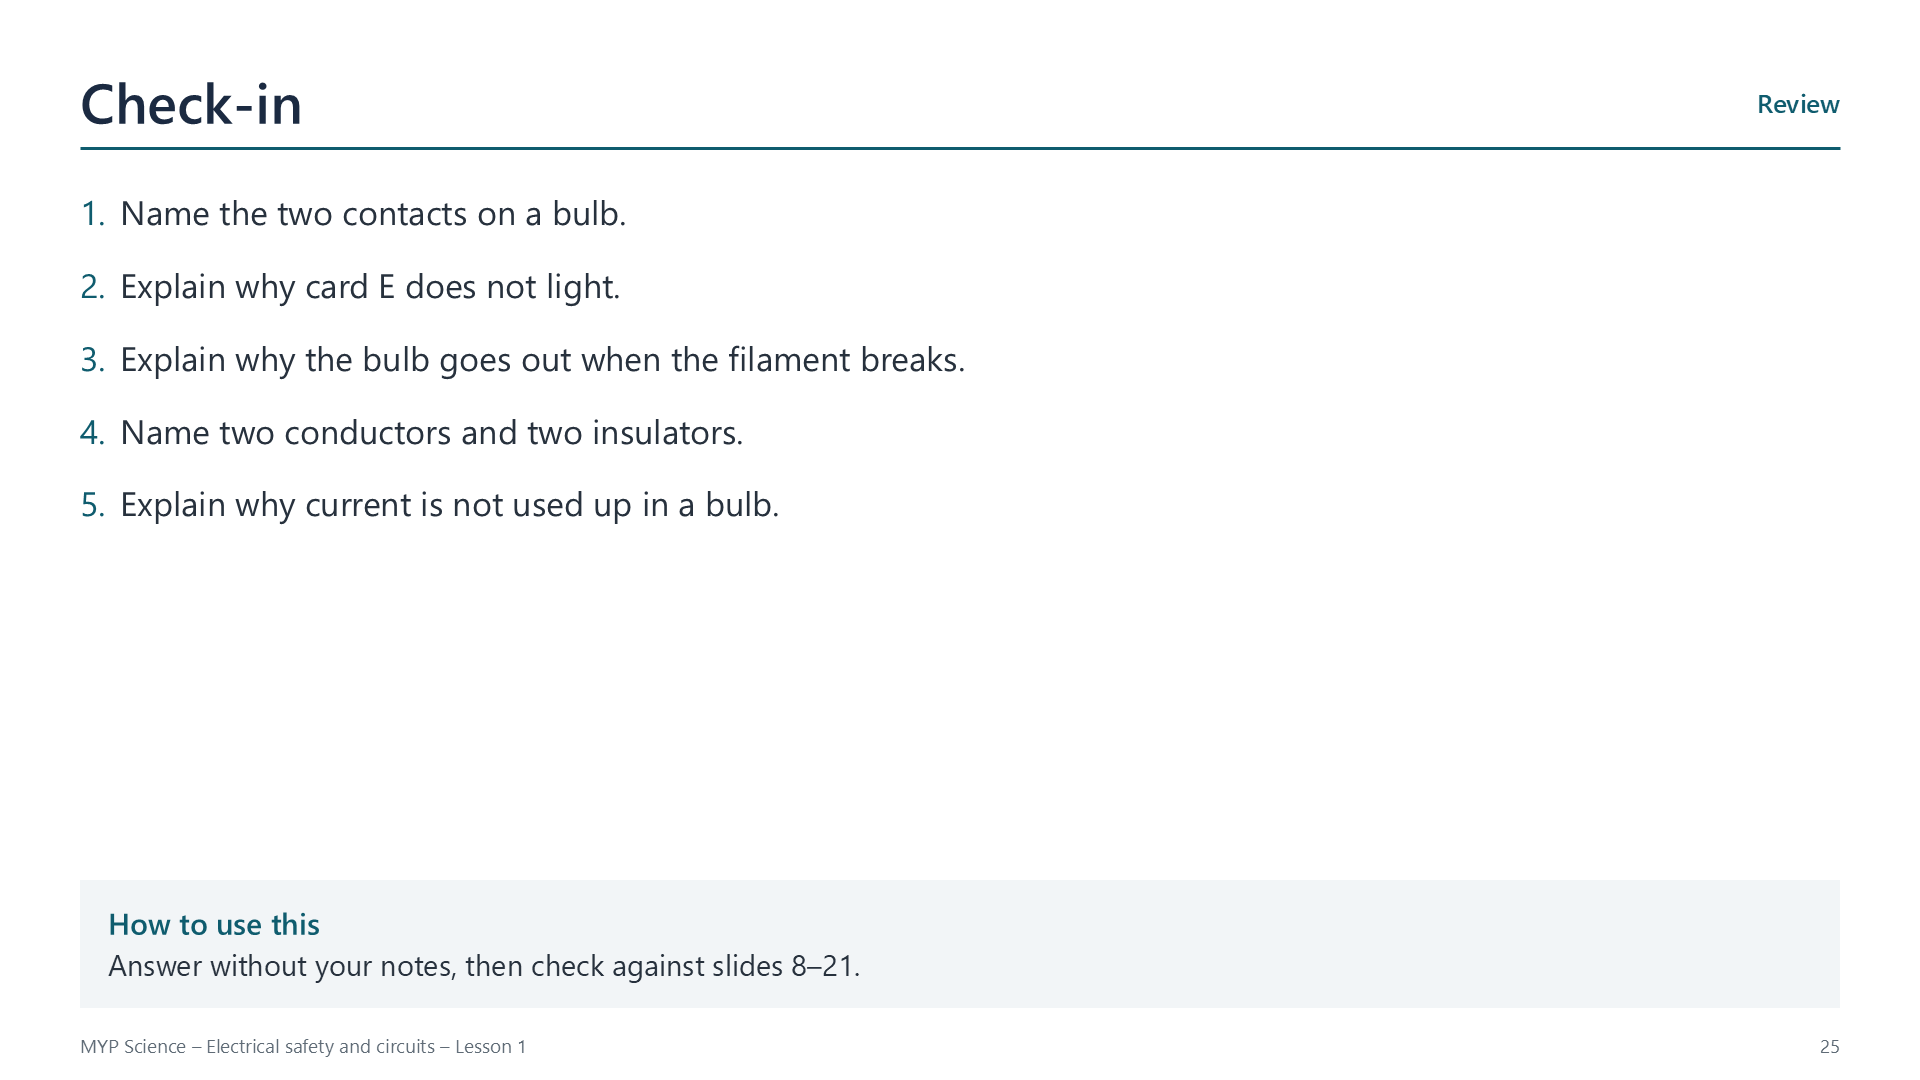 Check-in
Review
1. Name the two contacts on a bulb.
2. Explain why card E does not light.
3. Explain why the bulb goes out when the filament breaks.
4. Name two conductors and two insulators.
5. Explain why current is not used up in a bulb.
How to use this
Answer without your notes, then check against slides 8–21.
MYP Science – Electrical safety and circuits – Lesson 1
25